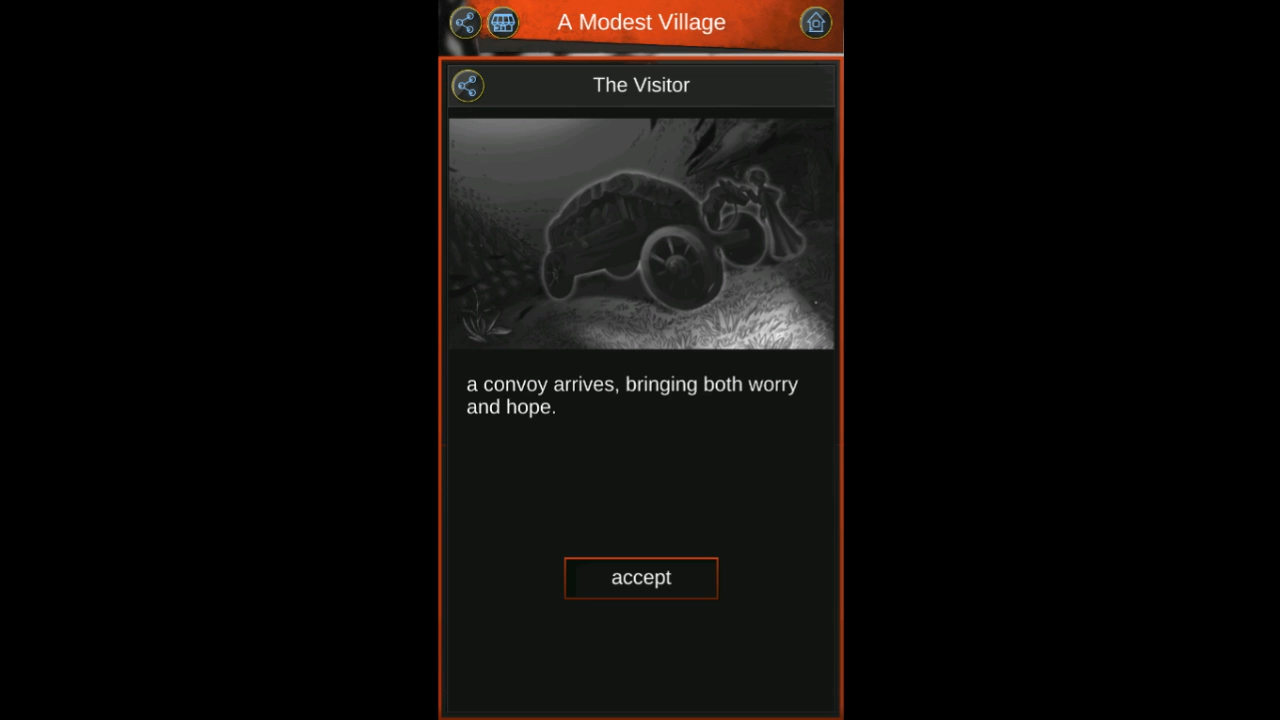 A Modest Village
The Visitor
a convoy arrives, bringing both worry
and hope.
accept